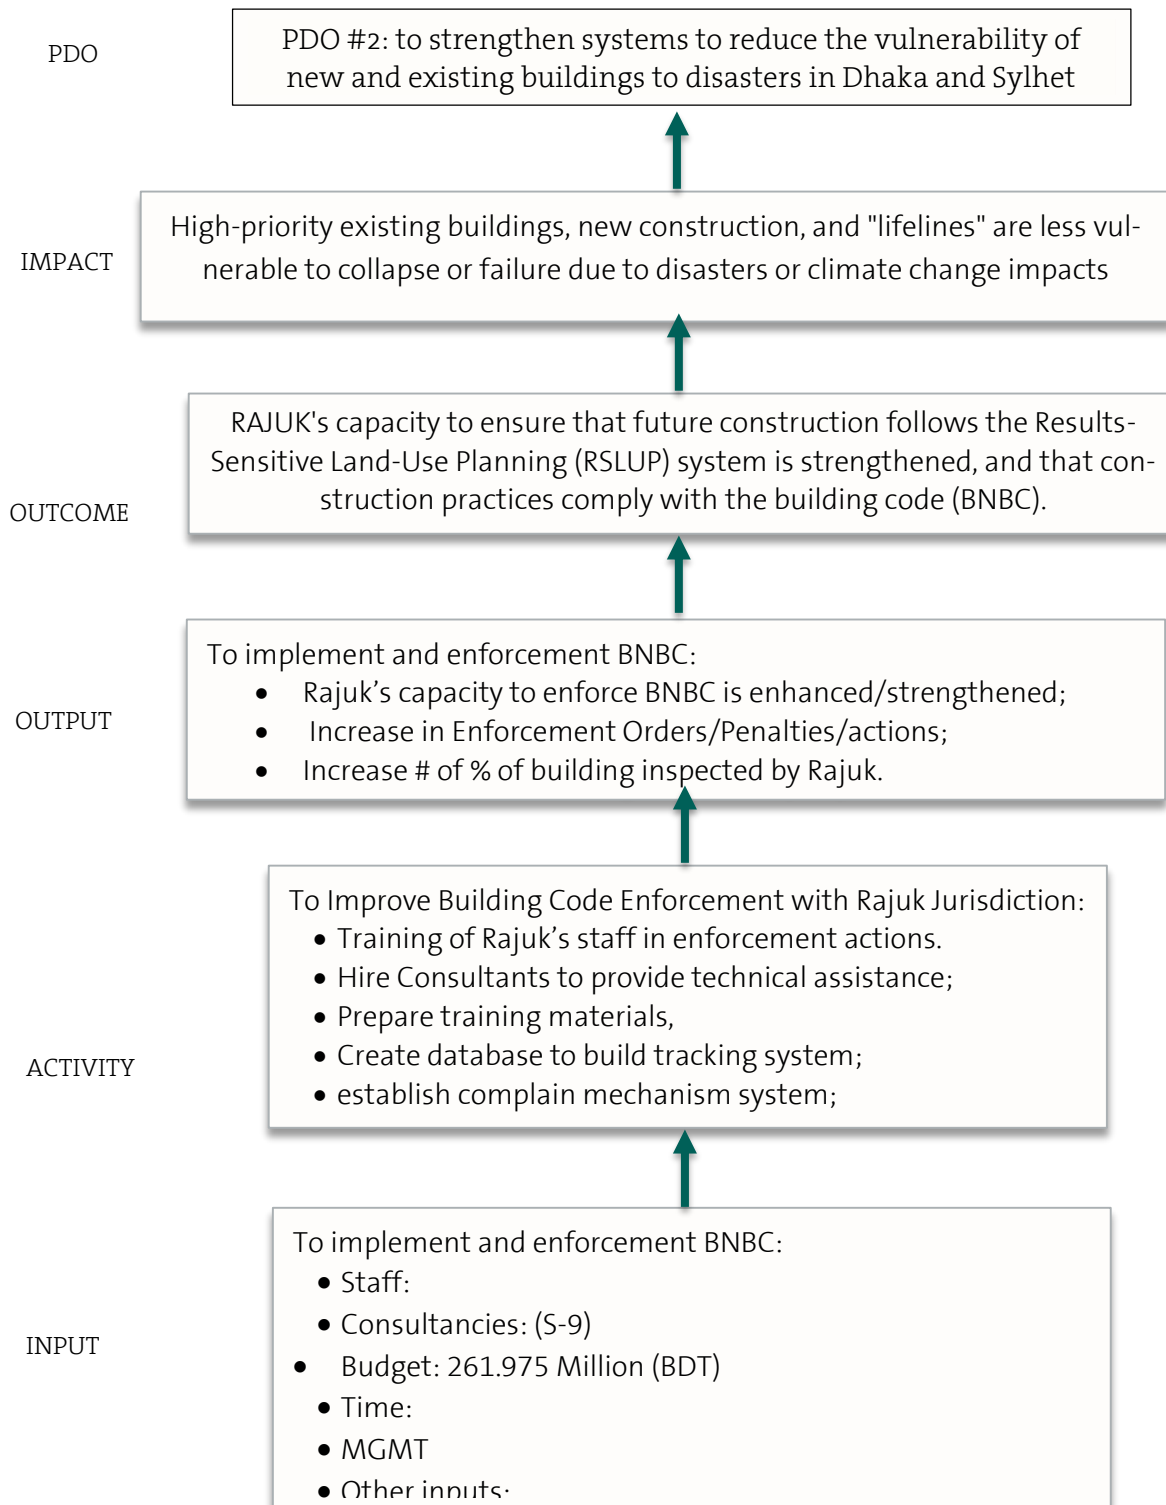 PDO
PDO #2: to strengthen systems to reduce the vulnerability of
new and existing buildings to disasters in Dhaka and Sylhet
IMPACT
High-priority existing buildings, new construction, and "lifelines" are less vul-
nerable to collapse or failure due to disasters or climate change impacts
OUTCOME
RAJUK's capacity to ensure that future construction follows the Results-
Sensitive Land-Use Planning (RSLUP) system is strengthened, and that con-
struction practices comply with the building code (BNBC).
OUTPUT
To implement and enforcement BNBC:
• Rajuk’s capacity to enforce BNBC is enhanced/strengthened;
• Increase in Enforcement Orders/Penalties/actions;
• Increase # of % of building inspected by Rajuk.
ACTIVITY
To Improve Building Code Enforcement with Rajuk Jurisdiction:
• Training of Rajuk’s staff in enforcement actions.
• Hire Consultants to provide technical assistance;
• Prepare training materials,
• Create database to build tracking system;
• establish complain mechanism system;
INPUT
To implement and enforcement BNBC:
• Staff:
• Consultancies: (S-9)
• Budget: 261.975 Million (BDT)
• Time:
• MGMT
• Other inputs: